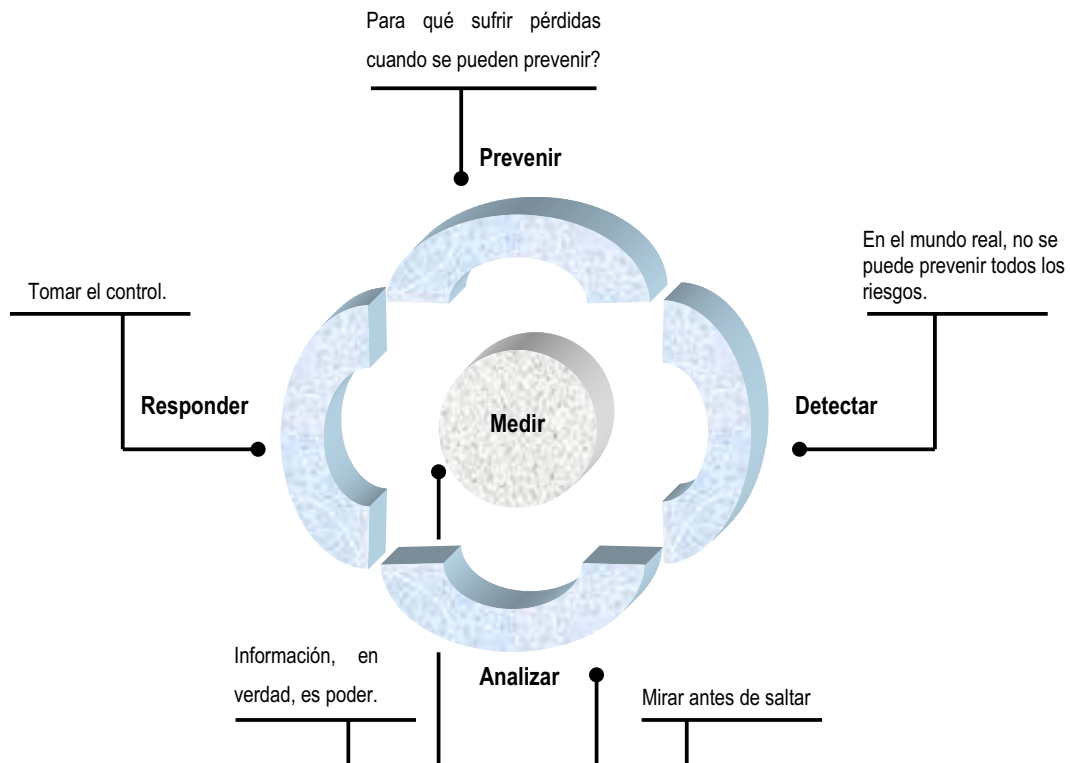 Para qué sufrir pérdidas
cuando se pueden prevenir?
Prevenir
En el mundo real, no se
puede prevenir todos los
riesgos.
Tomar el control.
Responder
Medir
Detectar
Información, en
verdad, es poder.
Analizar
Mirar antes de saltar